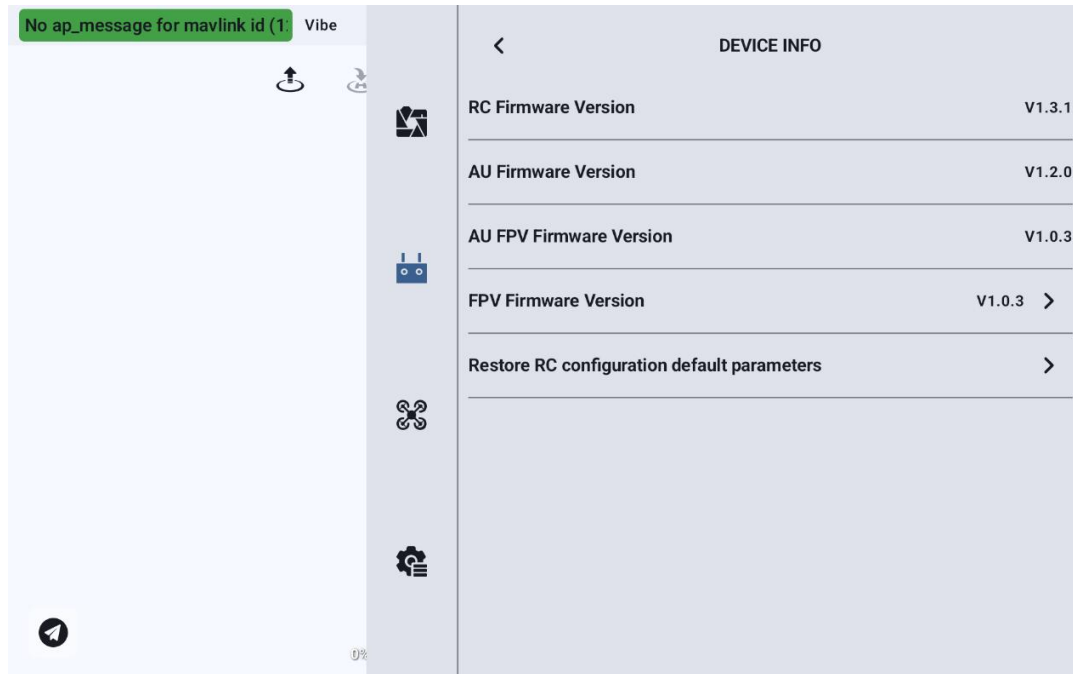 No ap_message for mavlink id (1:
Vibe
DEVICE INFO
RC Firmware Version V1.3.1
AU Firmware Version V1.2.0
AU FPV Firmware Version V1.0.3
FPV Firmware Version V1.0.3
Restore RC configuration default parameters
0%